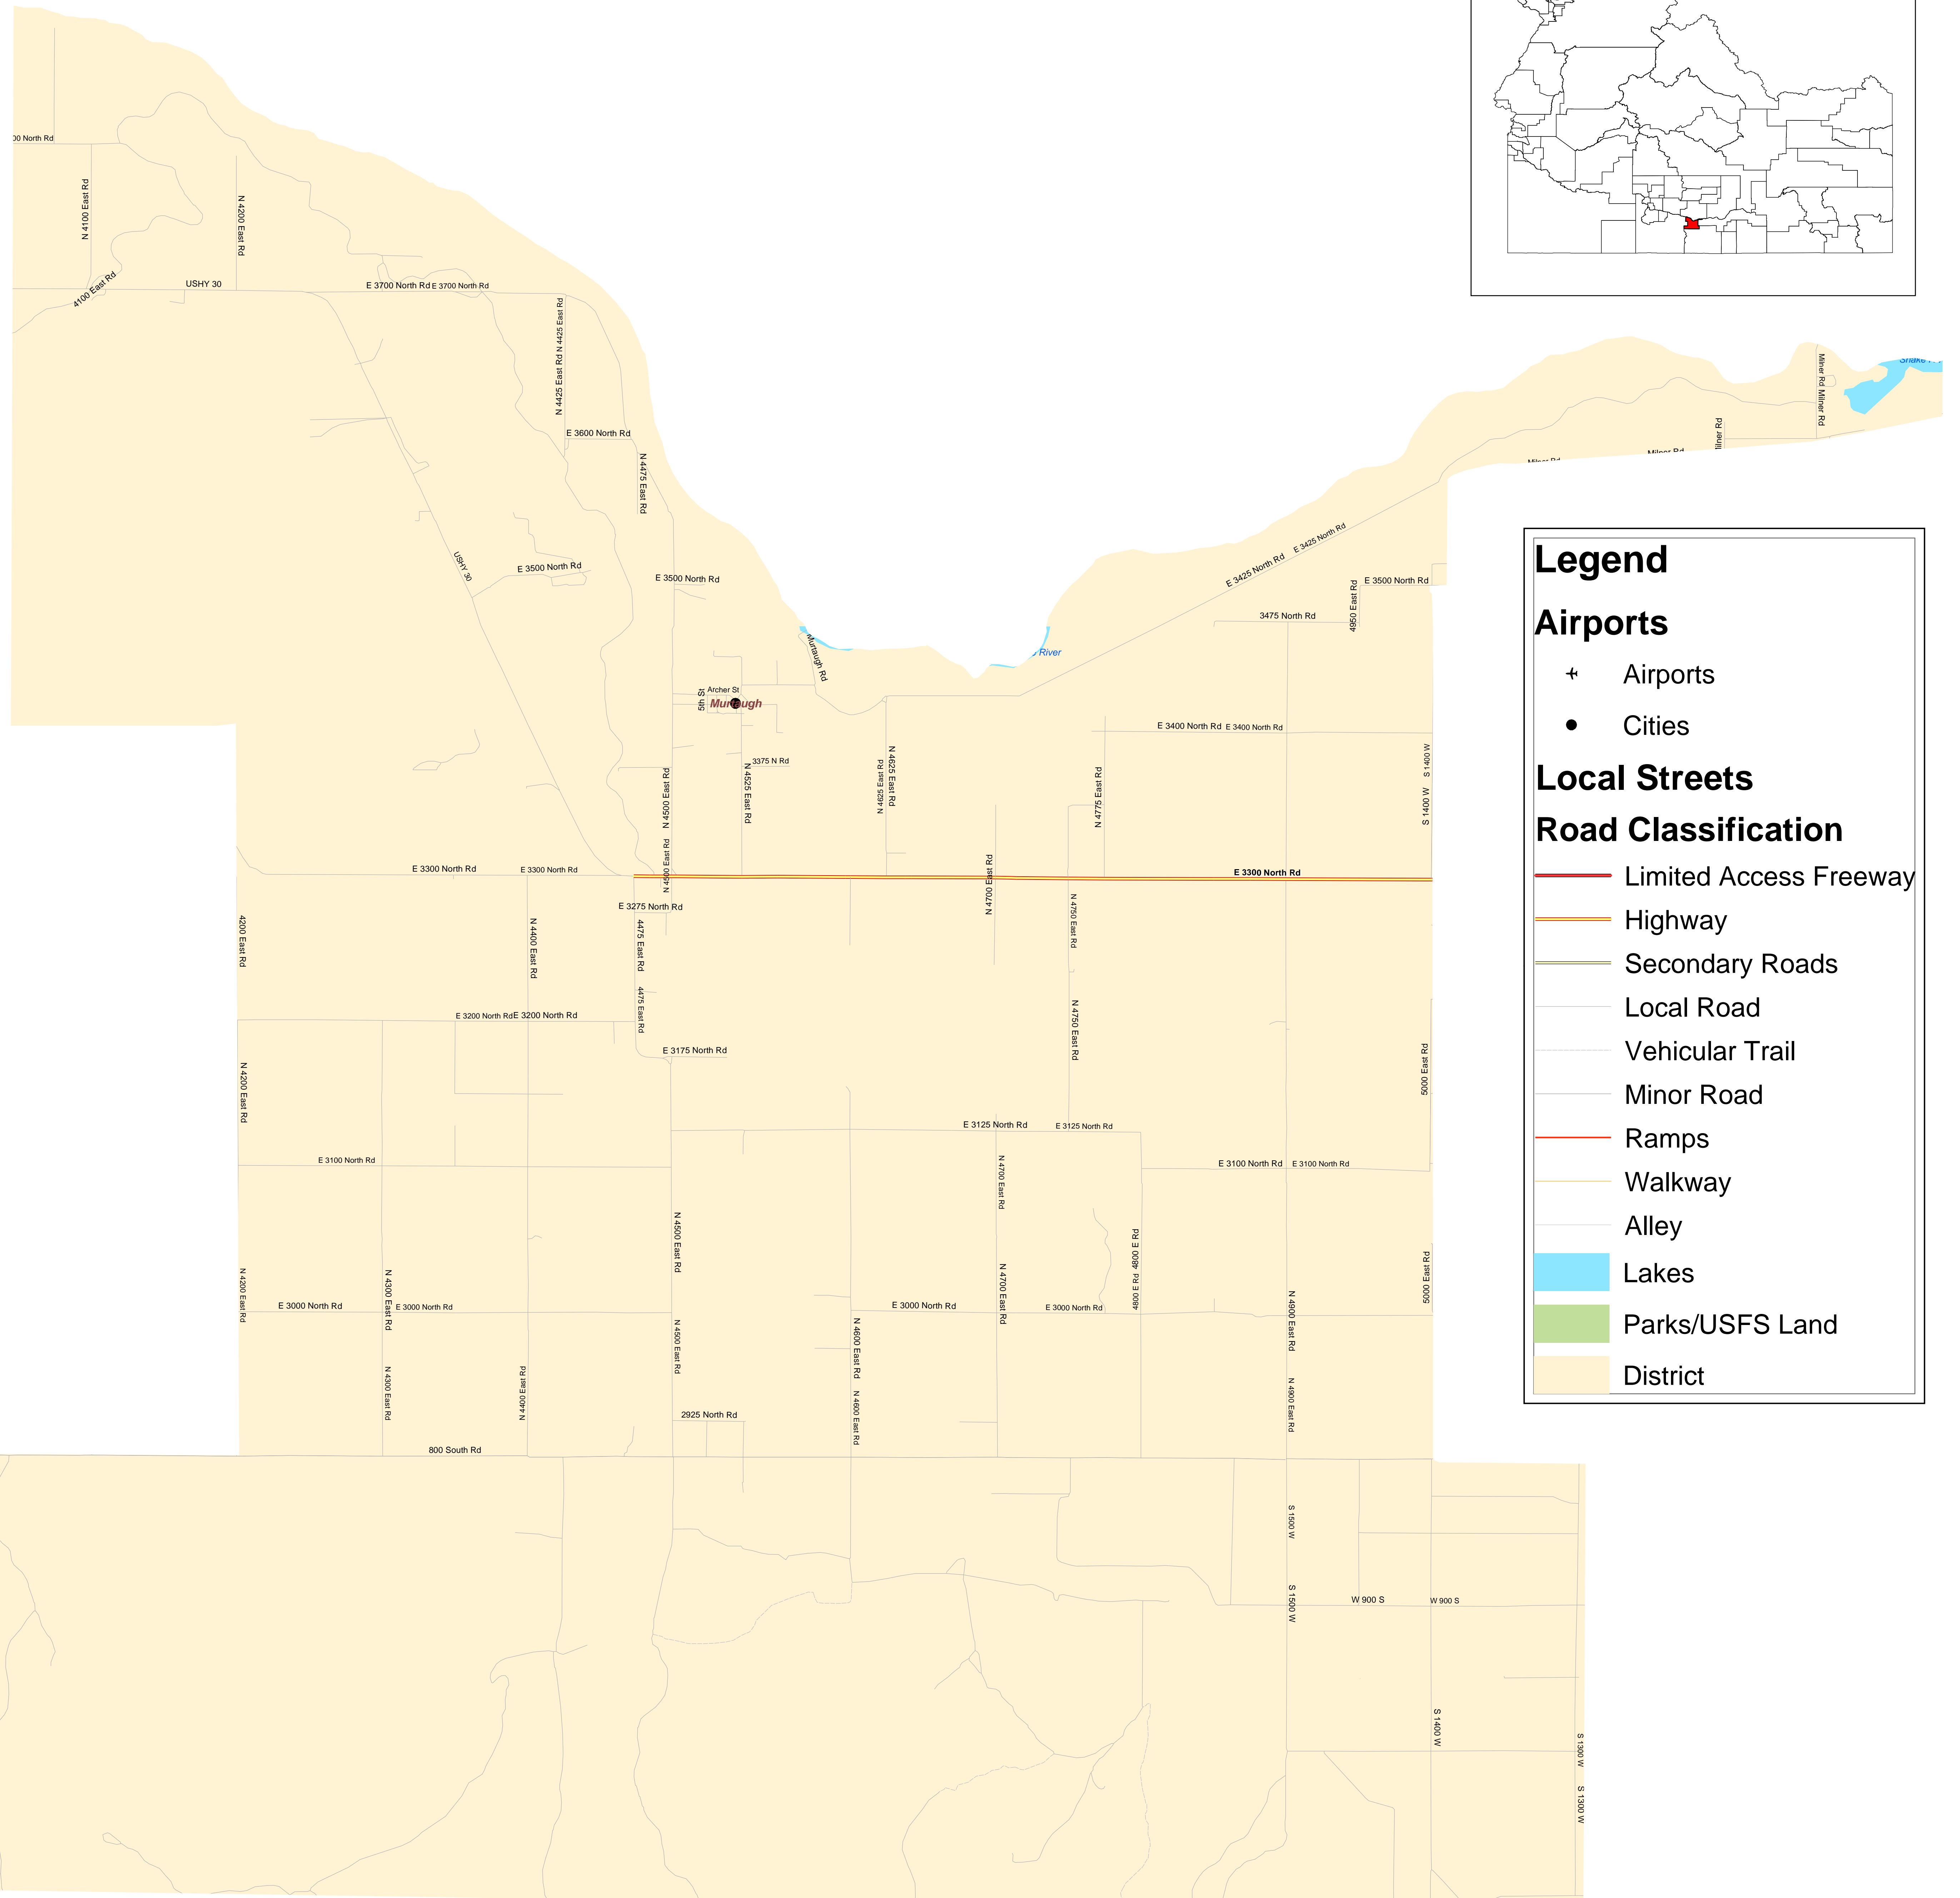 00 North Rd
N 4100 East Rd
N 4200 East Rd
4100 East Rd
USHY 30
E 3700 North Rd
E 3700 North Rd
N 4425 East Rd
N 4425 East Rd
E 3600 North Rd
N 4475 East Rd
USHY 30
E 3500 North Rd
E 3500 North Rd
Murtaugh Rd
River
Archer St
5th St
Murtaugh
3375 N Rd
N 4500 East Rd
N 4500 East Rd
N 4525 East Rd
N 4625 East Rd
N 4625 East Rd
E 3425 North Rd
E 3425 North Rd
Milner Rd
Milner Rd
Milner Rd
Milner Rd
ilner Rd
3475 North Rd
4950 East Rd
E 3500 North Rd
E 3400 North Rd
E 3400 North Rd
N 4775 East Rd
S 1400 W
S 1400 W
E 3300 North Rd
E 3300 North Rd
E 3300 North Rd
N 4700 East Rd
E 3275 North Rd
4200 East Rd
N 4400 East Rd
4475 East Rd
4475 East Rd
N 4750 East Rd
N 4750 East Rd
E 3200 North Rd
E 3200 North Rd
E 3175 North Rd
N 4200 East Rd
5000 East Rd
E 3125 North Rd
E 3125 North Rd
E 3100 North Rd
E 3100 North Rd
E 3100 North Rd
N 4700 East Rd
N 4500 East Rd
4800 E Rd
4800 E Rd
N 4200 East Rd
N 4300 East Rd
E 3000 North Rd
E 3000 North Rd
E 3000 North Rd
E 3000 North Rd
N 4700 East Rd
N 4900 East Rd
5000 East Rd
N 4500 East Rd
N 4600 East Rd
N 4300 East Rd
N 4400 East Rd
N 4600 East Rd
N 4900 East Rd
2925 North Rd
800 South Rd
S 1500 W
S 1500 W
W 900 S
W 900 S
S 1400 W
S 1300 W
S 1300 W
Legend
Airports
Airports
Cities
Local Streets
Road Classification
Limited Access Freeway
Highway
Secondary Roads
Local Road
Vehicular Trail
Minor Road
Ramps
Walkway
Alley
Lakes
Parks/USFS Land
District